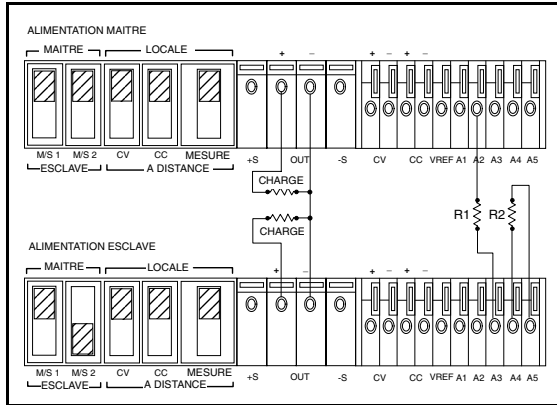 ALIMENTATION MAITRE
MAITRE LOCALE + – + – + –
M/S 1 M/S 2 CV CC MESURE +S OUT -S CV CC VREF A1 A2 A3 A4 A5
ESCLAVE A DISTANCE
CHARGE
R1 R2
CHARGE
ALIMENTATION ESCLAVE
MAITRE LOCALE + – + – + –
M/S 1 M/S 2 CV CC MESURE +S OUT -S CV CC VREF A1 A2 A3 A4 A5
ESCLAVE A DISTANCE